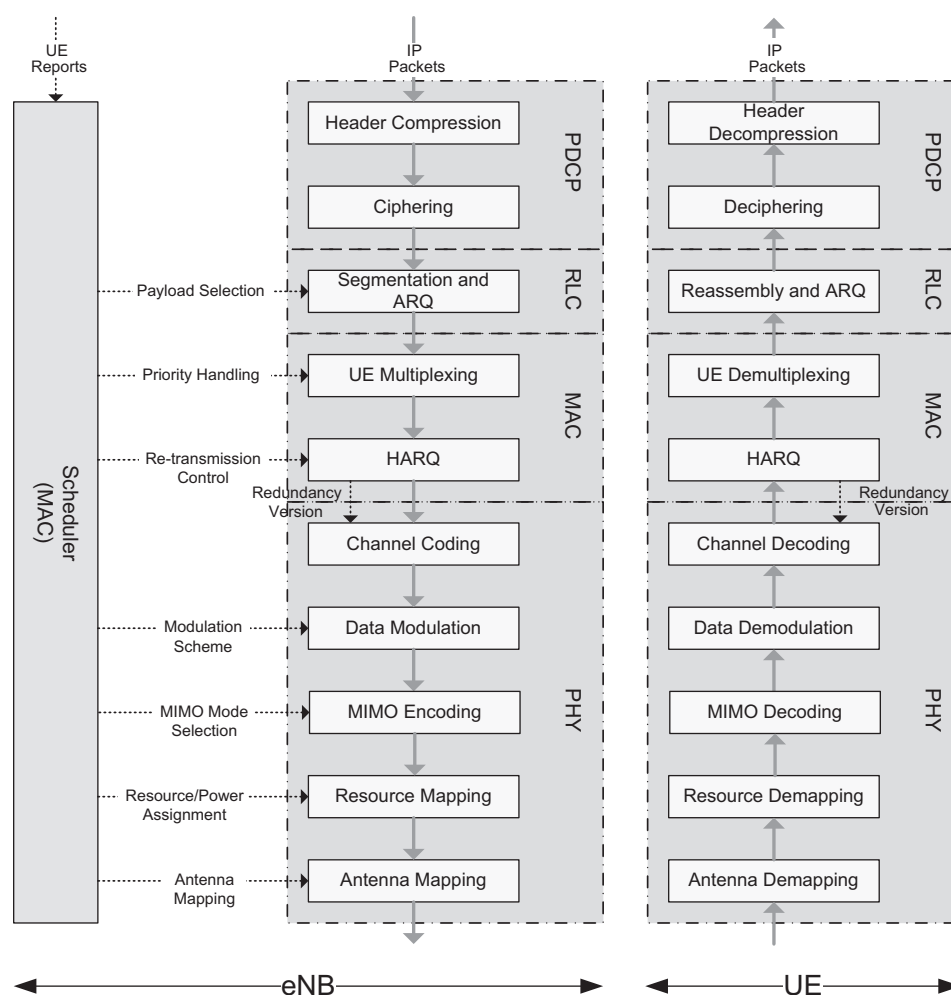 UE
Reports
IP
Packets
IP
Packets
Header Compression
PDCP
Header
Decompression
PDCP
Ciphering
Deciphering
Payload Selection
Segmentation and
ARQ
RLC
Reassembly and ARQ
RLC
Priority Handling
UE Multiplexing
MAC
UE Demultiplexing
MAC
Re-transmission
Control
HARQ
HARQ
Scheduler
(MAC)
Redundancy
Version
Redundancy
Version
Channel Coding
Channel Decoding
Modulation
Scheme
Data Modulation
Data Demodulation
MIMO Mode
Selection
MIMO Encoding
PHY
MIMO Decoding
PHY
Resource/Power
Assignment
Resource Mapping
Resource Demapping
Antenna
Mapping
Antenna Mapping
Antenna Demapping
eNB
UE